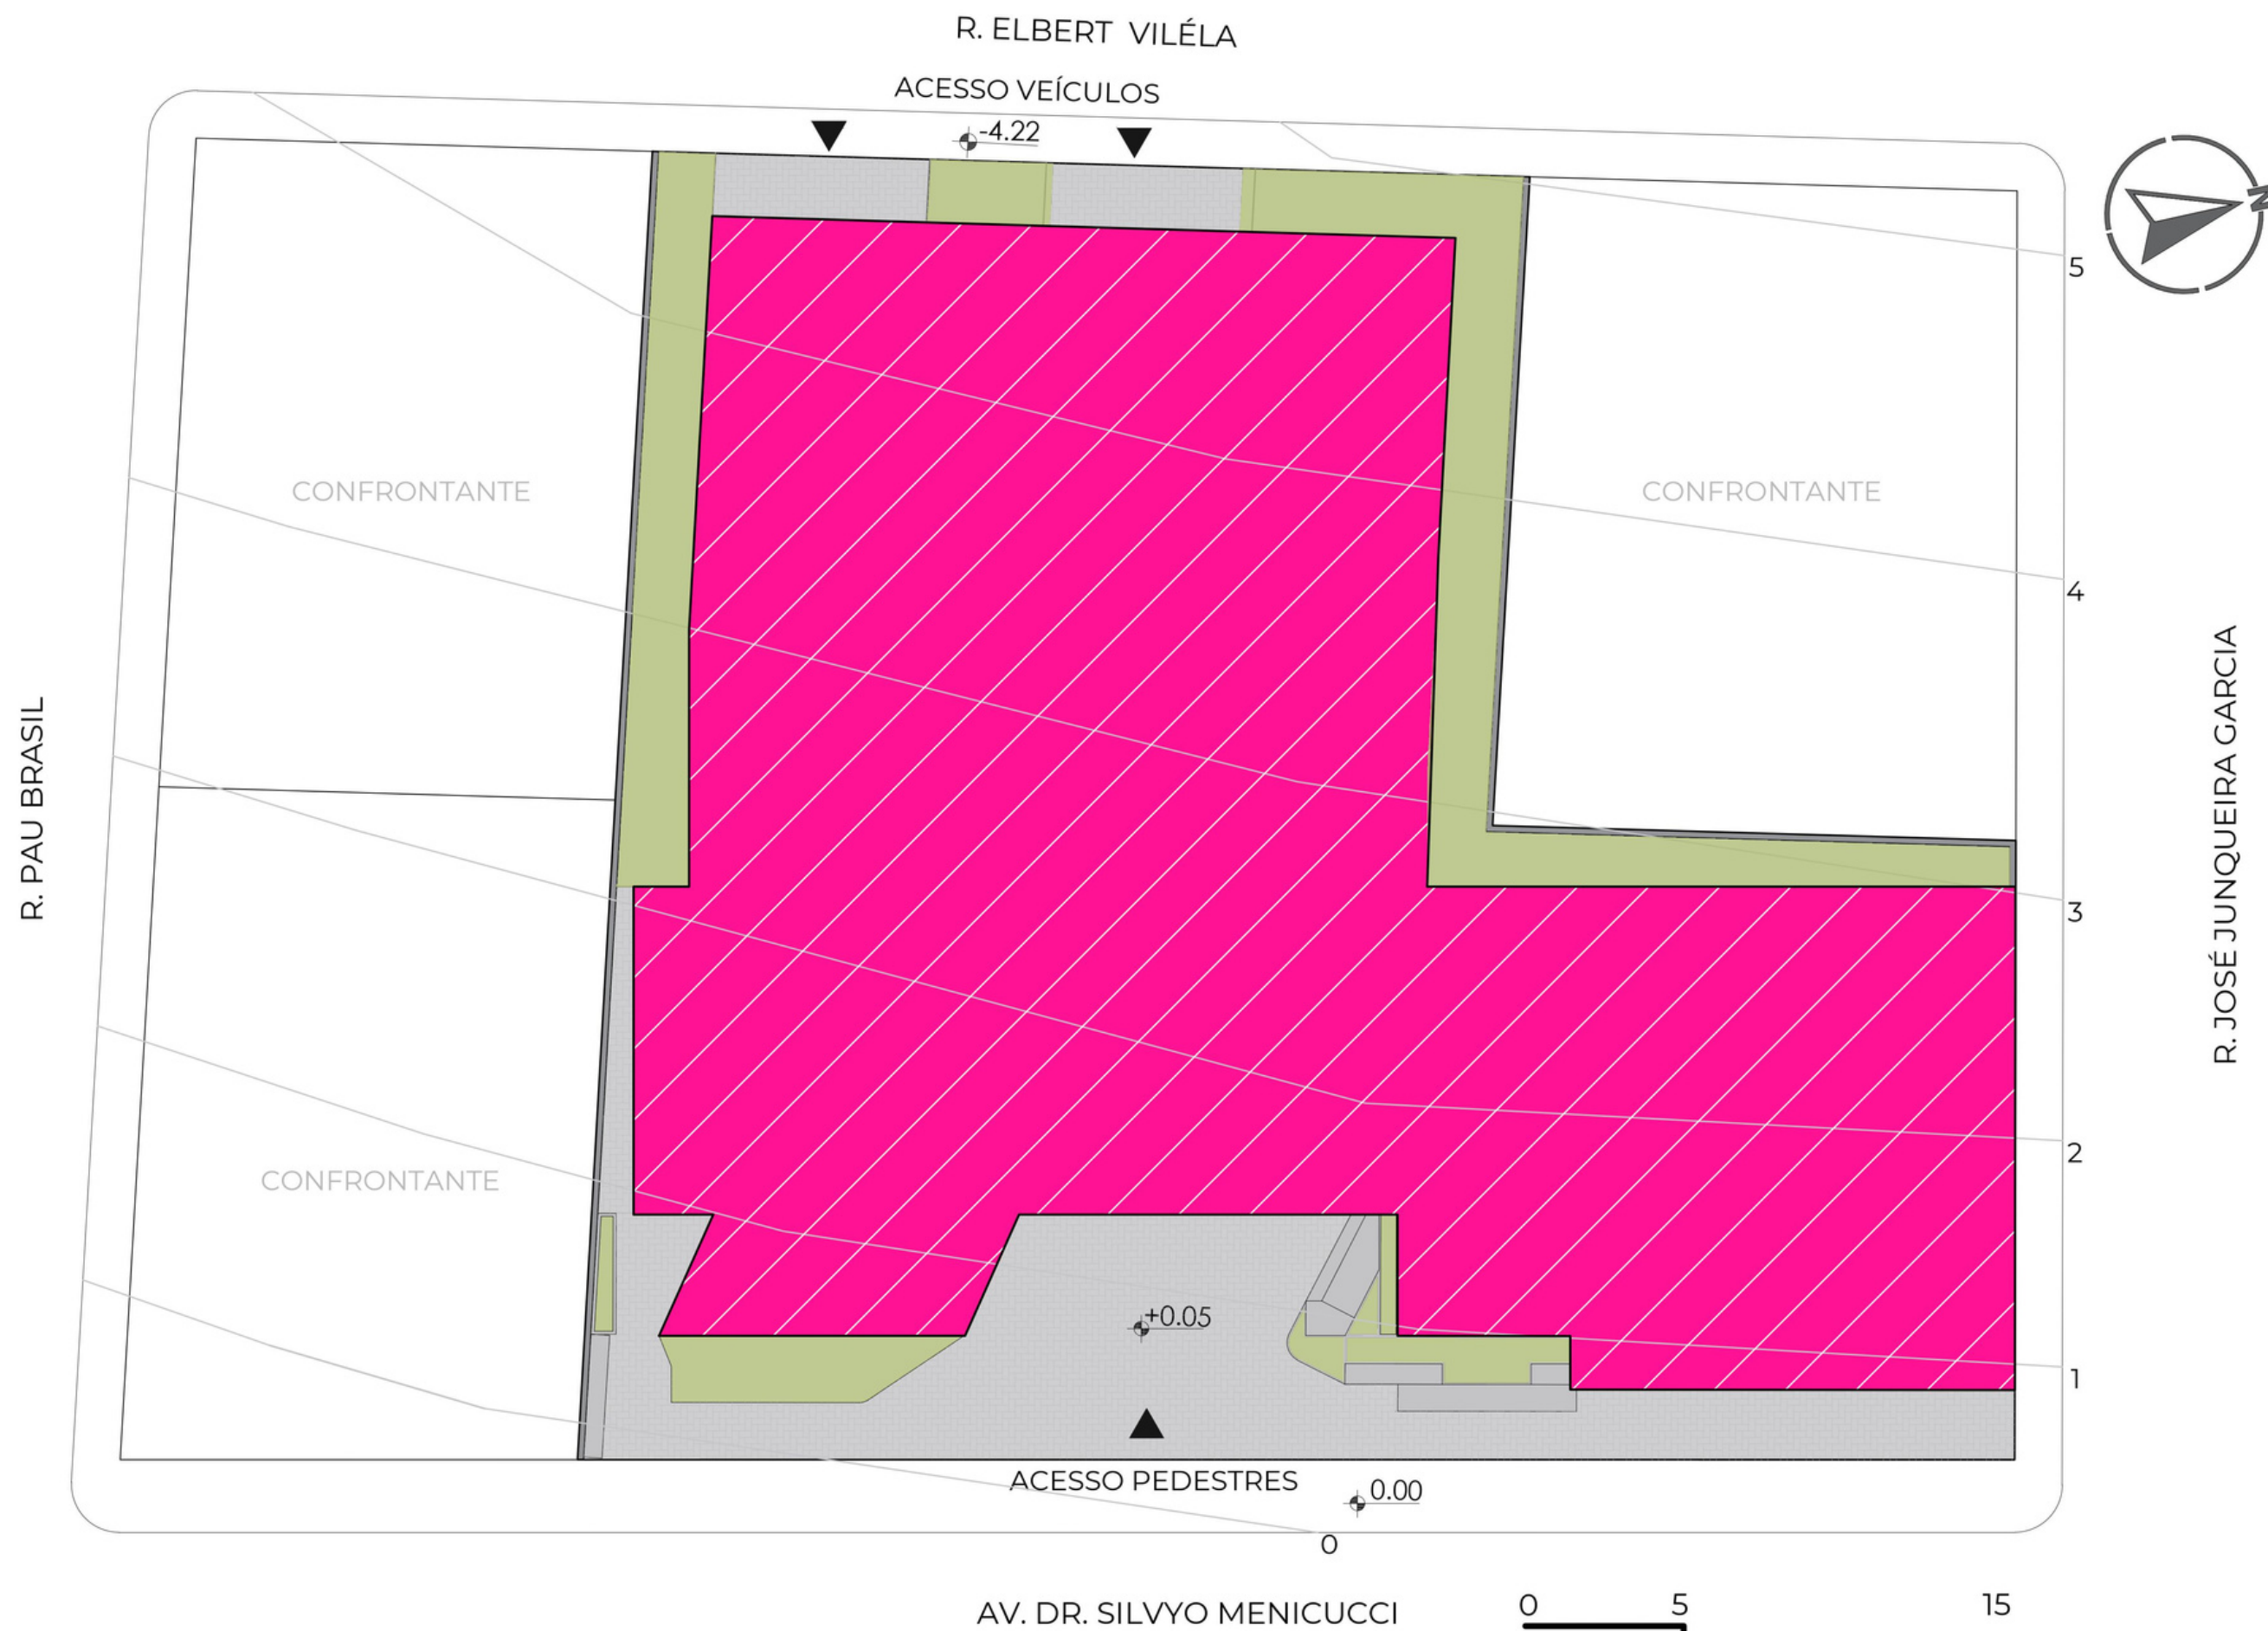 R. ELBERT VILÉLA
ACESSO VEÍCULOS
-4.22
N
5
CONFRONTANTE
CONFRONTANTE
4
R. PAU BRASIL
R. JOSÉ JUNQUEIRA GARCIA
3
2
CONFRONTANTE
+0.05
1
ACESSO PEDESTRES
0.00
0
AV. DR. SILVYO MENICUCCI
0 5 15